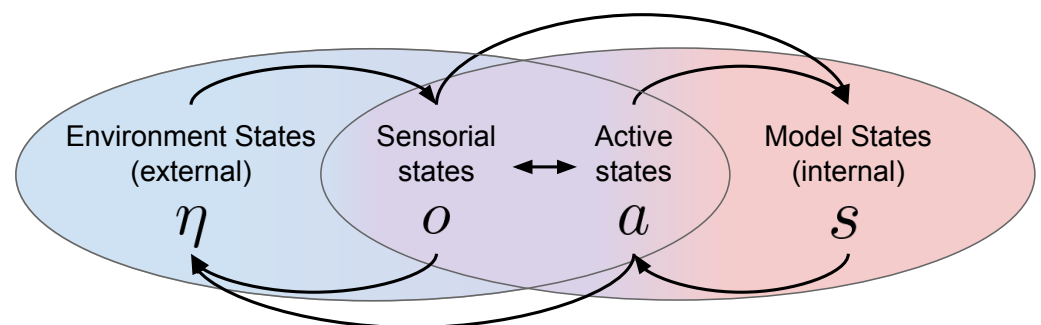 Environment States
(external)
η
Sensorial
states
o
Active
states
a
Model States
(internal)
s